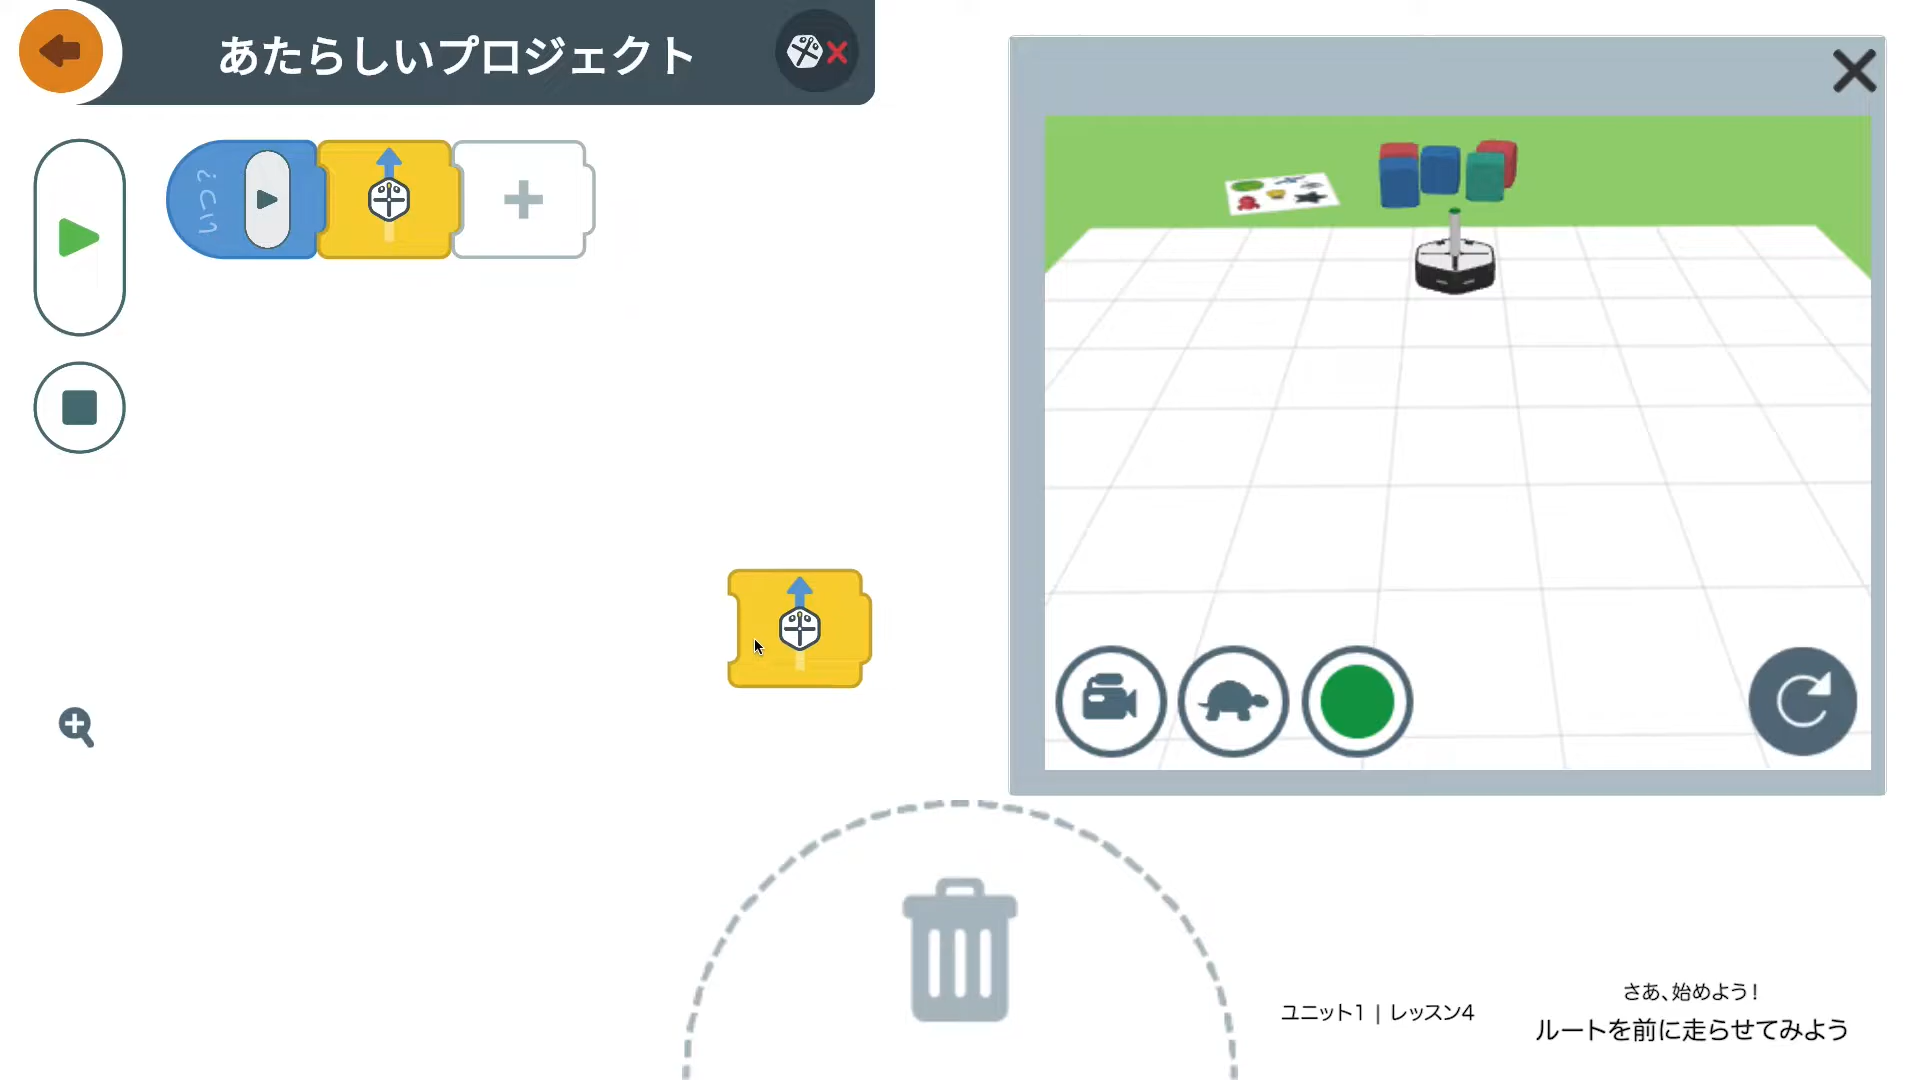 あたらしいプロジェクト
いつ?
さあ、始めよう!
ユニット1 | レッスン4
ルートを前に走らせてみよう